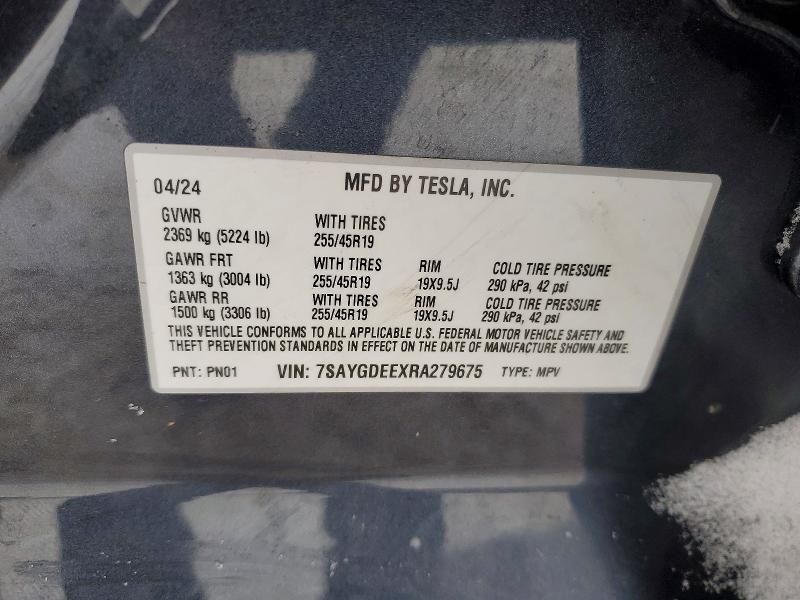 04/24 MFD BY TESLA, INC.
GVWR WITH TIRES
2369 kg (5224 lb) 255/45R19
GAWR FRT WITH TIRES RIM COLD TIRE PRESSURE
1363 kg (3004 lb) 255/45R19 19X9.5J 290 kPa, 42 psi
GAWR RR WITH TIRES RIM COLD TIRE PRESSURE
1500 kg (3306 lb) 255/45R19 19X9.5J 290 kPa, 42 psi
THIS VEHICLE CONFORMS TO ALL APPLICABLE U.S. FEDERAL MOTOR VEHICLE SAFETY AND
THEFT PREVENTION STANDARDS IN EFFECT ON THE DATE OF MANUFACTURE SHOWN ABOVE.
PNT: PN01 VIN: 7SAYGDEEXRA279675 TYPE: MPV